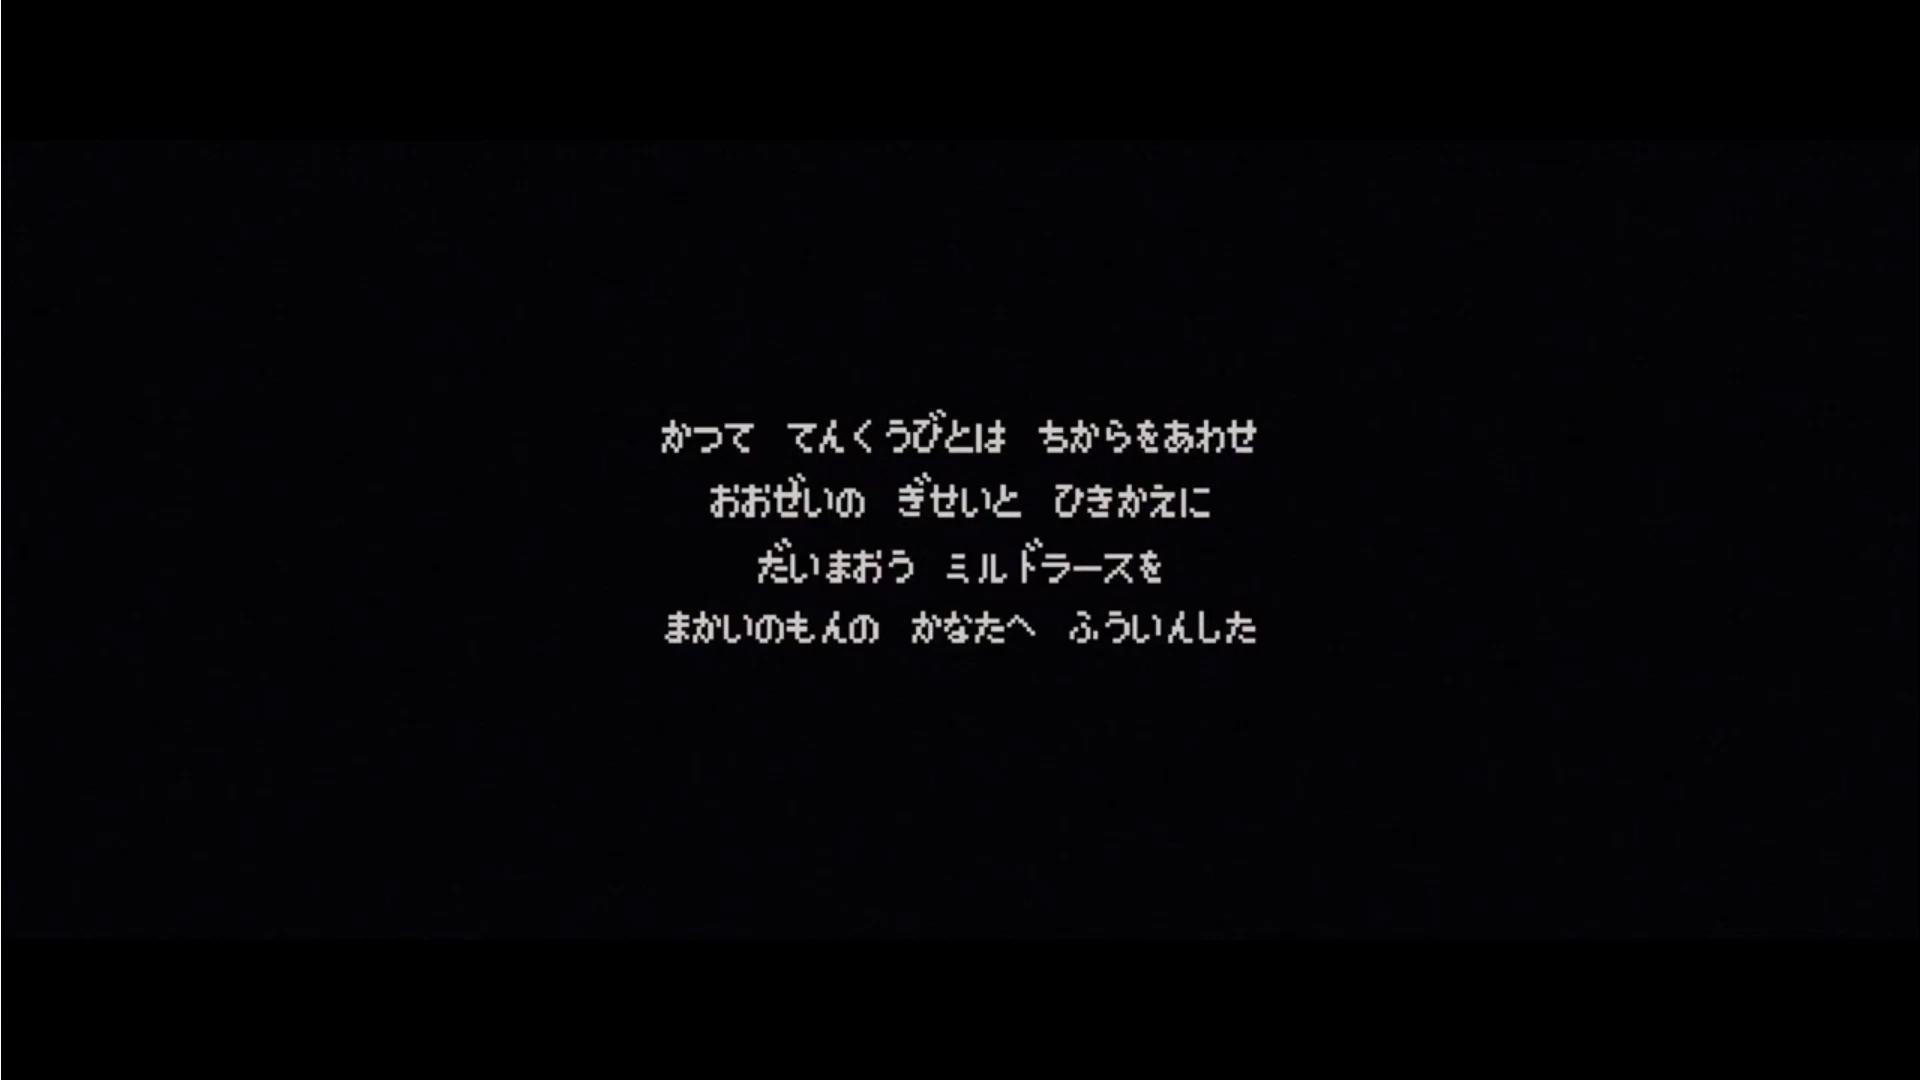 かつて　てんくうびとは　ちからをあわせ
おおぜいの　ぎせいと　ひきかえに
だいまおう　ミルドラースを
まかいのもんの　かなたへ　ふういんした